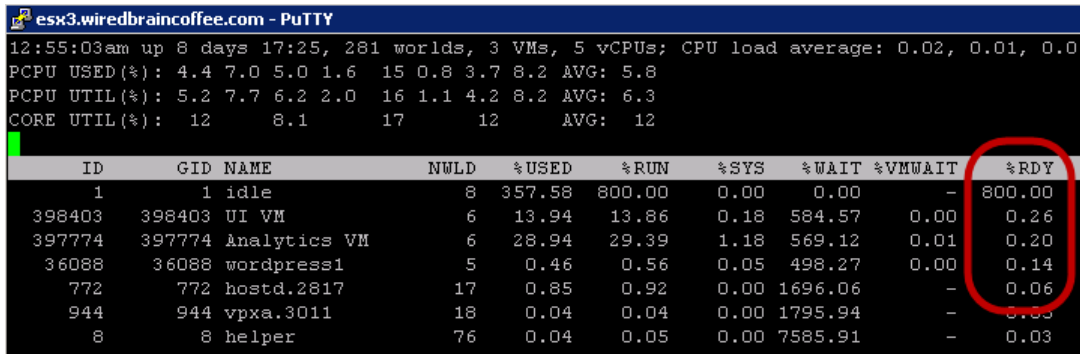 esx3.wiredbraincoffee.com - PuTTY
12:55:03am up 8 days 17:25, 281 worlds, 3 VMs, 5 vCPUs; CPU load average: 0.02, 0.01, 0.0
PCPU USED(%): 4.4 7.0 5.0 1.6 15 0.8 3.7 8.2 AVG: 5.8
PCPU UTIL(%): 5.2 7.7 6.2 2.0 16 1.1 4.2 8.2 AVG: 6.3
CORE UTIL(%): 12 8.1 17 12 AVG: 12
ID GID NAME NWLD %USED %RUN %SYS %WAIT %VMWAIT %RDY
1 1 idle 8 357.58 800.00 0.00 0.00 - 800.00
398403 398403 UI VM 6 13.94 13.86 0.18 584.57 0.00 0.26
397774 397774 Analytics VM 6 28.94 29.39 1.18 569.12 0.01 0.20
36088 36088 wordpress1 5 0.46 0.56 0.05 498.27 0.00 0.14
772 772 hostd.2817 17 0.85 0.92 0.00 1696.06 - 0.06
944 944 vpxa.3011 18 0.04 0.04 0.00 1795.94 -
8 8 helper 76 0.04 0.05 0.00 7585.91 - 0.03